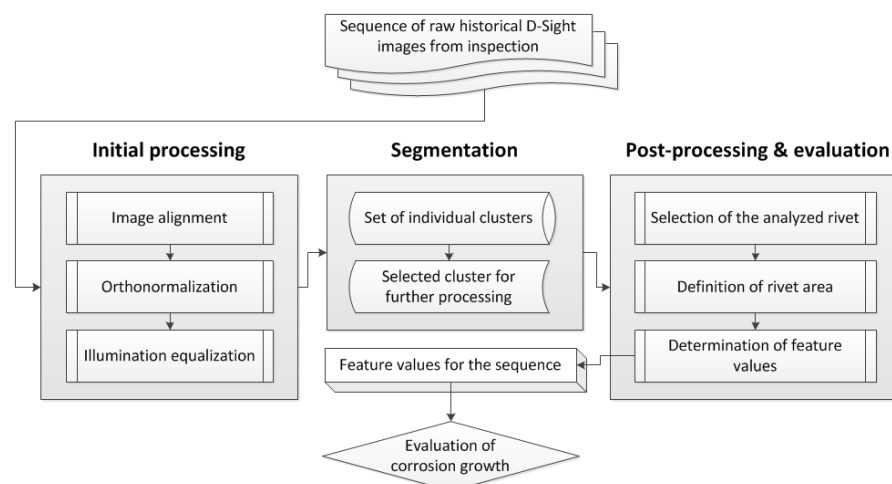 Sequence of raw historical D-Sight
images from inspection
Initial processing
Image alignment
Orthonormalization
Illumination equalization
Segmentation
Set of individual clusters
Selected cluster for
further processing
Post-processing & evaluation
Selection of the analyzed rivet
Definition of rivet area
Determination of feature
values
Feature values for the sequence
Evaluation of
corrosion growth